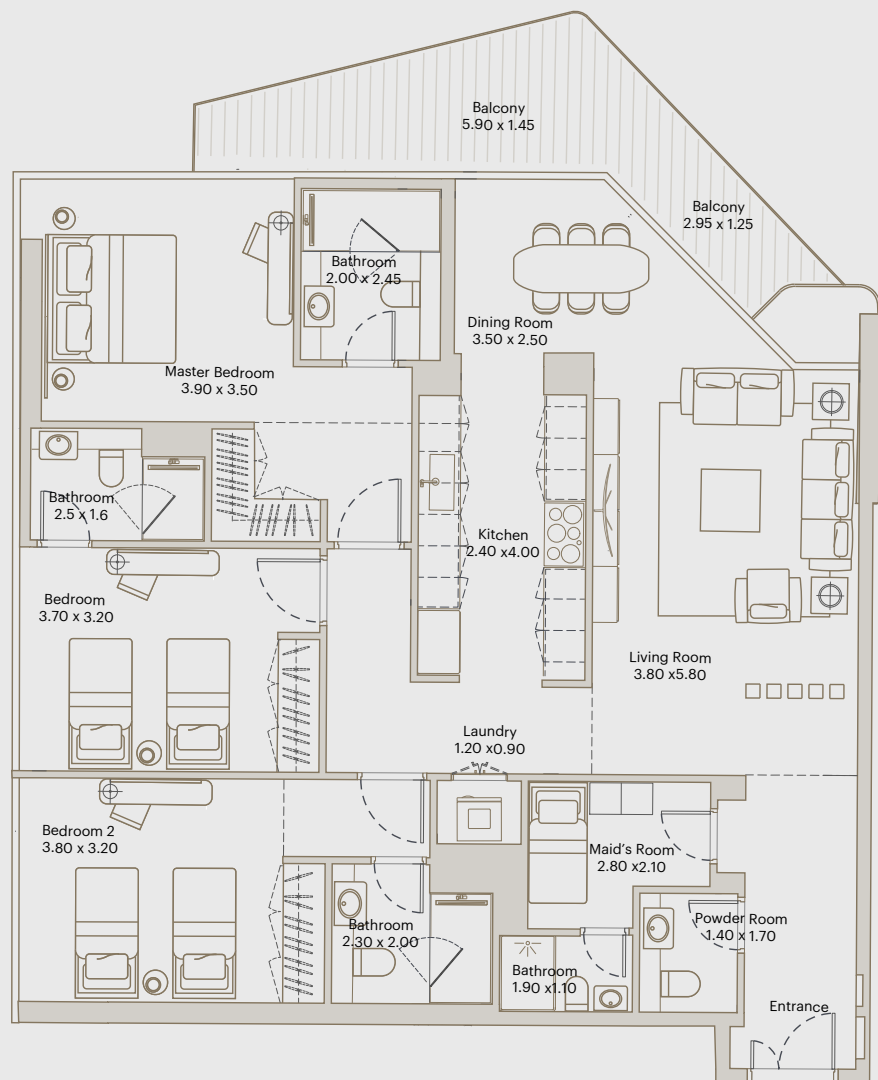 Balcony
5.90 x 1.45
Balcony
2.95 x 1.25
Bathroom
2.00 x 2.45
Dining Room
3.50 x 2.50
Master Bedroom
3.90 x 3.50
Bathroom
2.5 x 1.6
Kitchen
2.40 x4.00
Bedroom
3.70 x 3.20
Living Room
3.80 x5.80
Laundry
1.20 x0.90
Bedroom 2
3.80 x 3.20
Maid's Room
2.80 x2.10
Bathroom
2.30 x 2.00
Powder Room
1.40 x 1.70
Bathroom
1.90 x1.10
Entrance